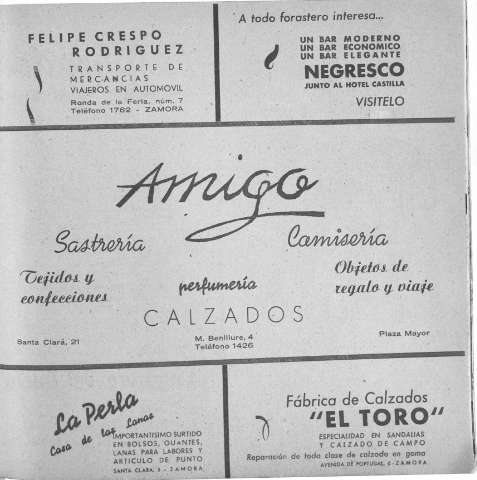 FELIPE CRESPO
RODRIGUEZ
TRANSPORTE DE
MERCANCIAS
VIAJEROS EN AUTOMOVIL
Ronda de la Feria, núm. 7
Teléfono 1762 - ZAMORA
A todo forastero interesa...
UN BAR MODERNO
UN BAR ECONOMICO
UN BAR ELEGANTE
NEGRESCO
JUNTO AL HOTEL CASTILLA
VISITELO
Amigo
Sastrería
Camisería
Tejidos y
confecciones
perfumería
Objetos de
regalo y viaje
CALZADOS
Santa Clará, 21
M. Benlliure, 4
Teléfono 1426
Plaza Mayor
La Perla
Casa de las Lanas
IMPORTANTISIMO SURTIDO
EN BOLSOS, GUANTES,
LANAS PARA LABORES Y
ARTICULO DE PUNTO
SANTA CLARA, 5 - ZAMORA
Fábrica de Calzados
"EL TORO"
ESPECIALIDAD EN SANDALIAS
Y CALZADO DE CAMPO
Reparación de toda clase de calzado en goma
AVENIDA DE PORTUGAL, 6 - ZAMORA